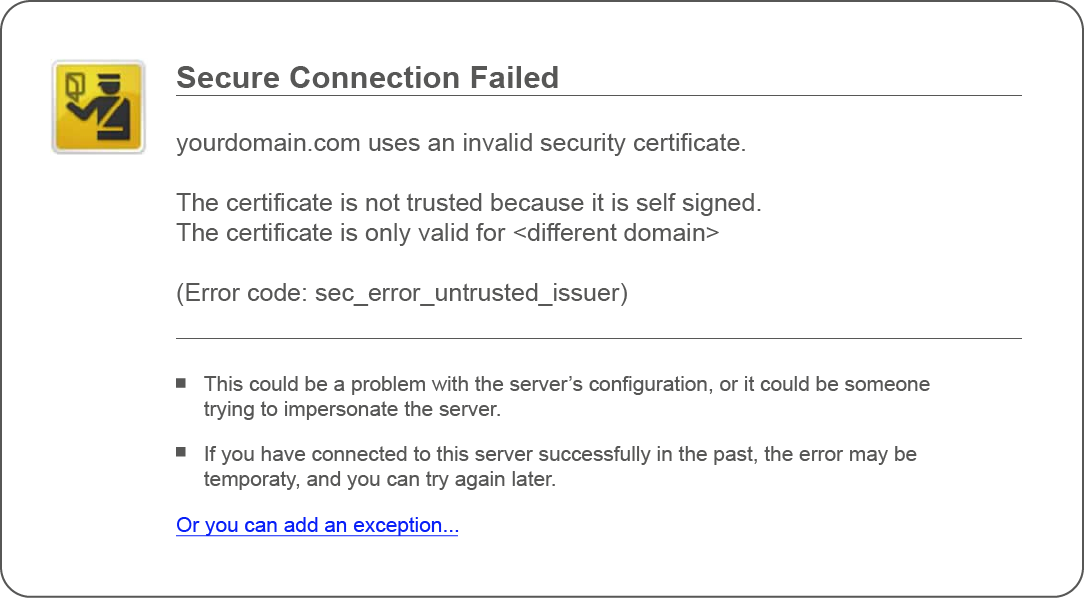 Secure Connection Failed
yourdomain.com uses an invalid security certificate.
The certificate is not trusted because it is self signed.
The certificate is only valid for <different domain>
(Error code: sec_error_untrusted_issuer)
This could be a problem with the server’s configuration, or it could be someone
trying to impersonate the server.
If you have connected to this server successfully in the past, the error may be
temporaty, and you can try again later.
Or you can add an exception...